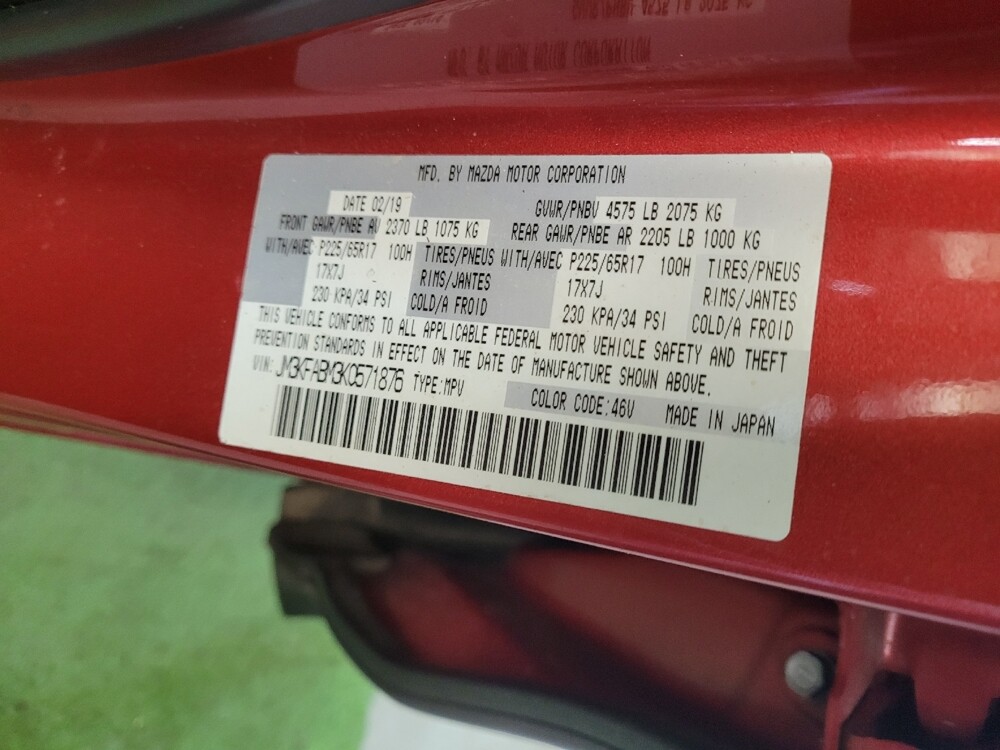 MFD. BY MAZDA MOTOR CORPORATION
DATE 02/19 GVWR/PNBV 4575 LB 2075 KG
FRONT GAWR/PNBE AV 2370 LB 1075 KG REAR GAWR/PNBE AR 2205 LB 1000 KG
WITH/AVEC P225/65R17 100H TIRES/PNEUS WITH/AVEC P225/65R17 100H TIRES/PNEUS
17X7J RIMS/JANTES 17X7J RIMS/JANTES
230 KPA/34 PSI COLD/A FROID 230 KPA/34 PSI COLD/A FROID
THIS VEHICLE CONFORMS TO ALL APPLICABLE FEDERAL MOTOR VEHICLE SAFETY AND THEFT
PREVENTION STANDARDS IN EFFECT ON THE DATE OF MANUFACTURE SHOWN ABOVE.
VIN: JM3KFABM3K0571876 TYPE:MPV
COLOR CODE:46V MADE IN JAPAN